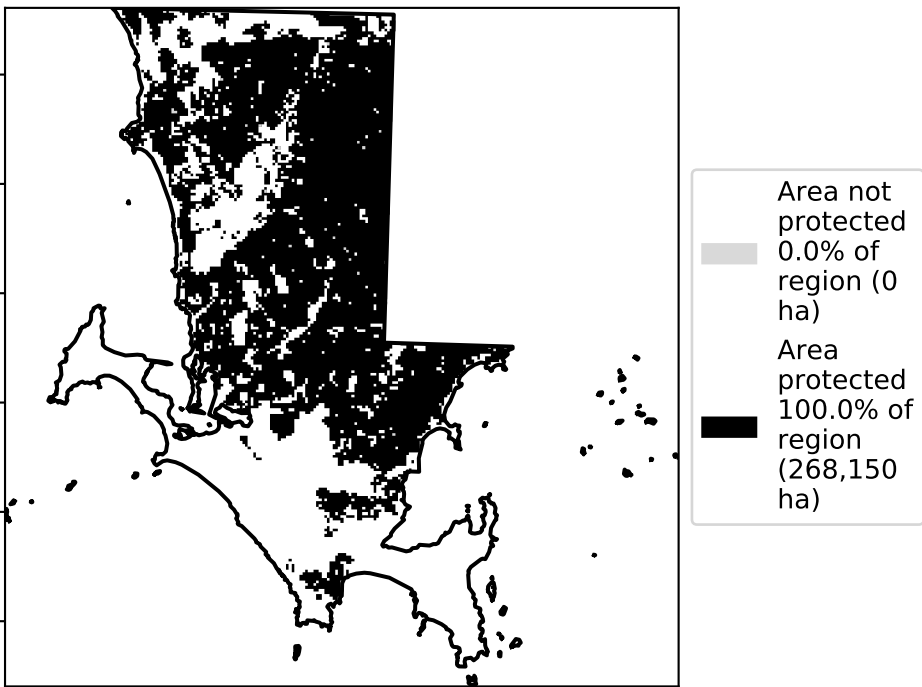 Area not
protected
0.0% of
region (0
ha)
Area
protected
100.0% of
region
(268,150
ha)